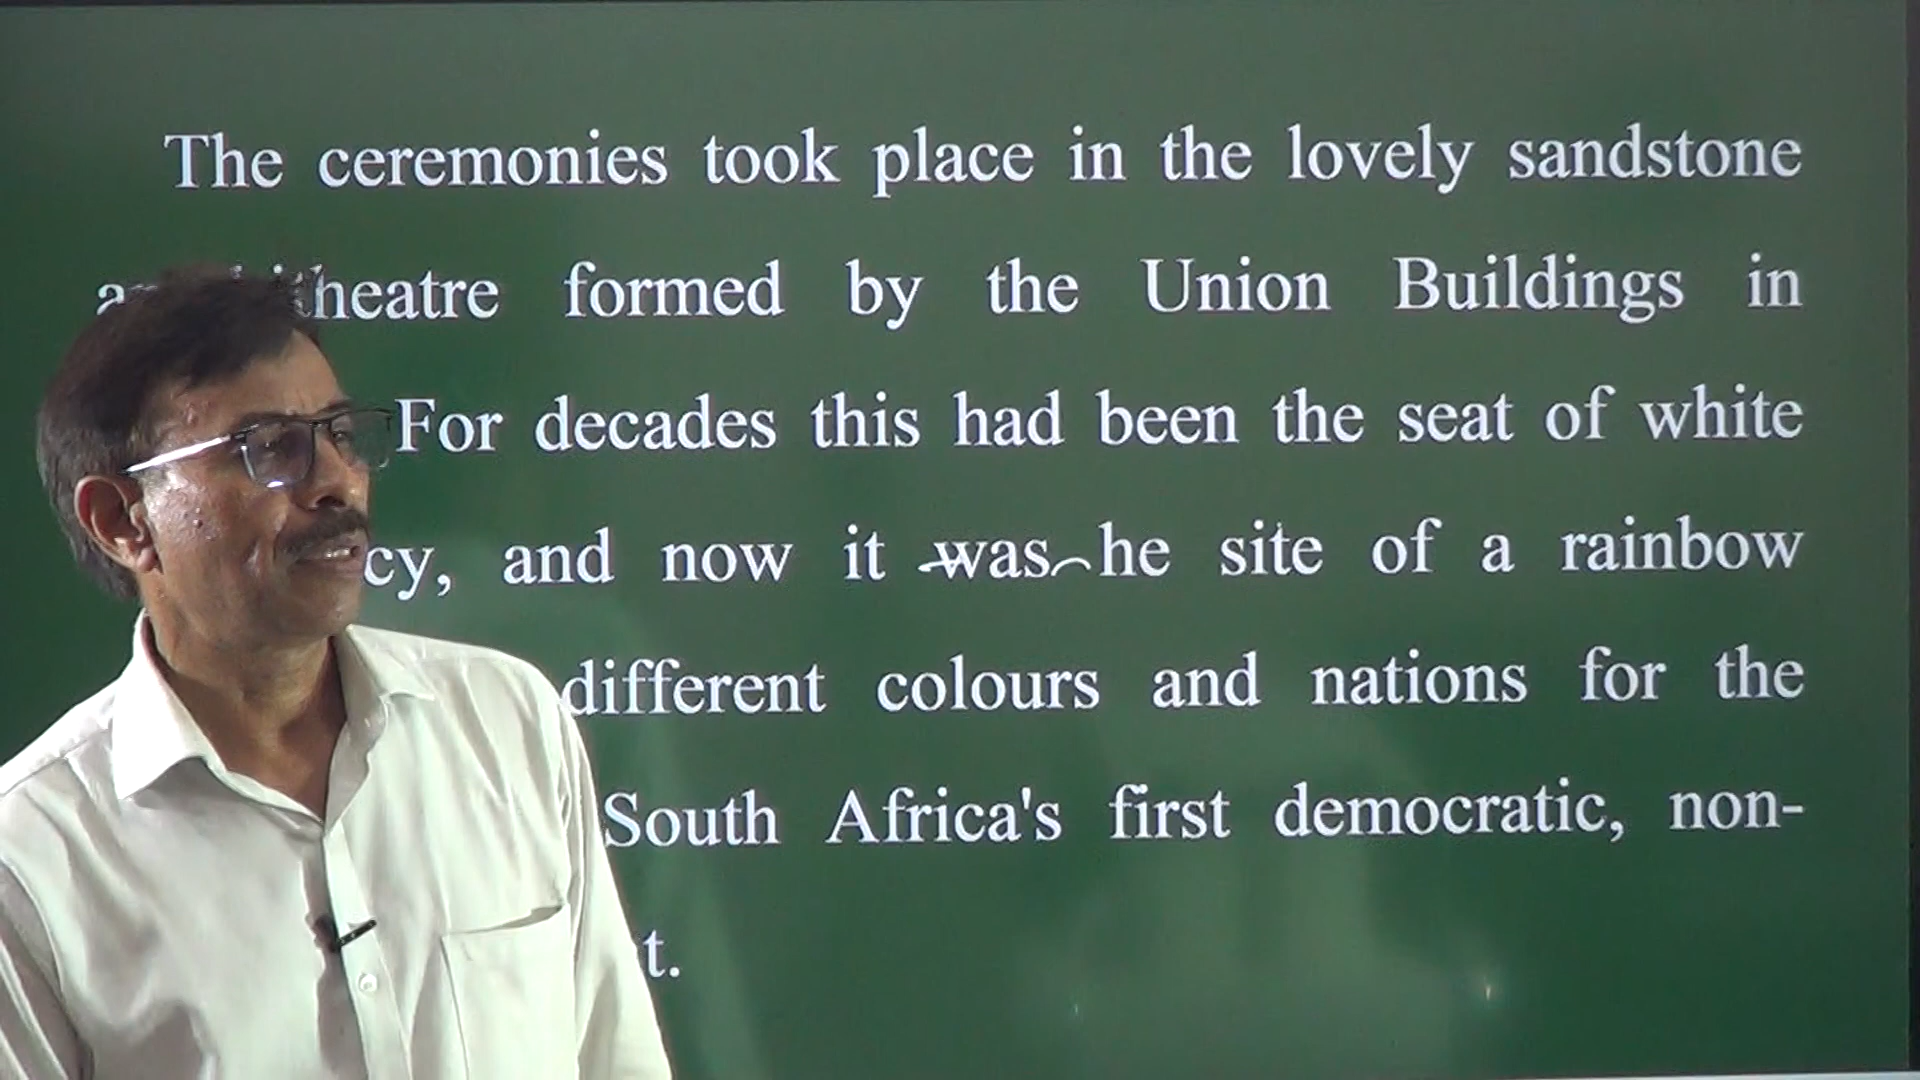 The ceremonies took place in the lovely sandstone
formed by the Union Buildings in
For decades this had been the seat of white
and now it was he site of a rainbow
different colours and nations for the
South Africa's first democratic, non-